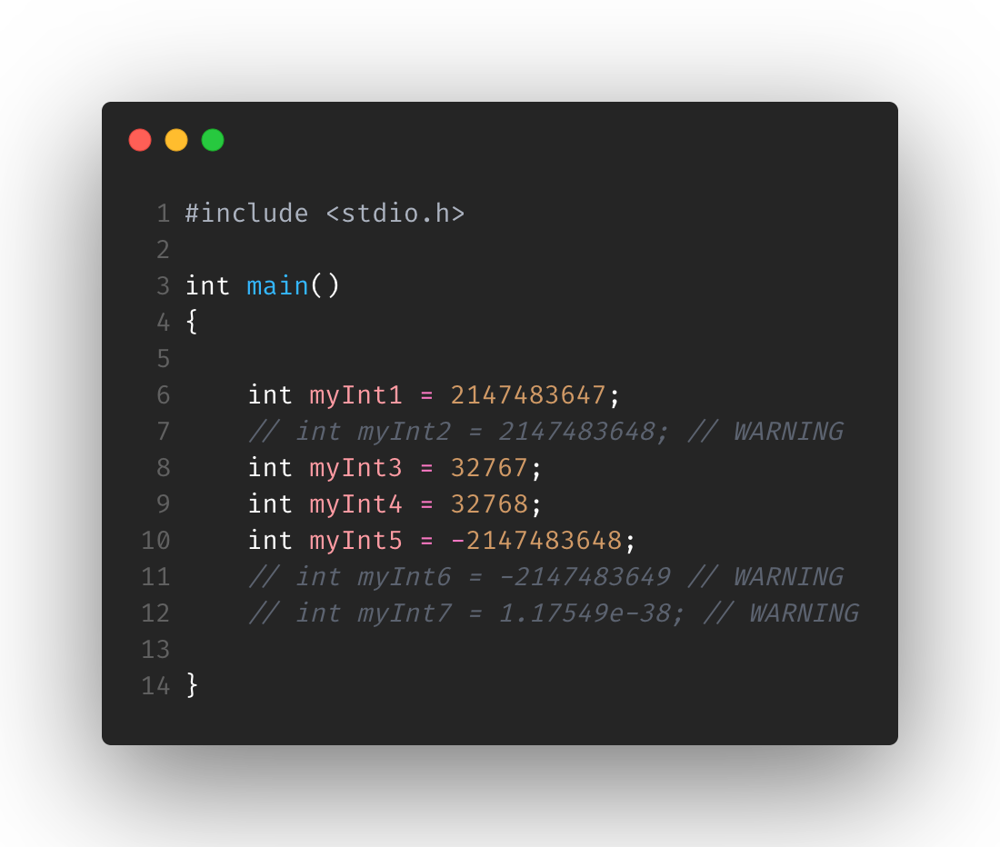 1 #include <stdio.h>
2
3 int main()
4 {
5
6     int myInt1 = 2147483647;
7     // int myInt2 = 2147483648; // WARNING
8     int myInt3 = 32767;
9     int myInt4 = 32768;
10     int myInt5 = -2147483648;
11     // int myInt6 = -2147483649 // WARNING
12     // int myInt7 = 1.17549e-38; // WARNING
13
14 }